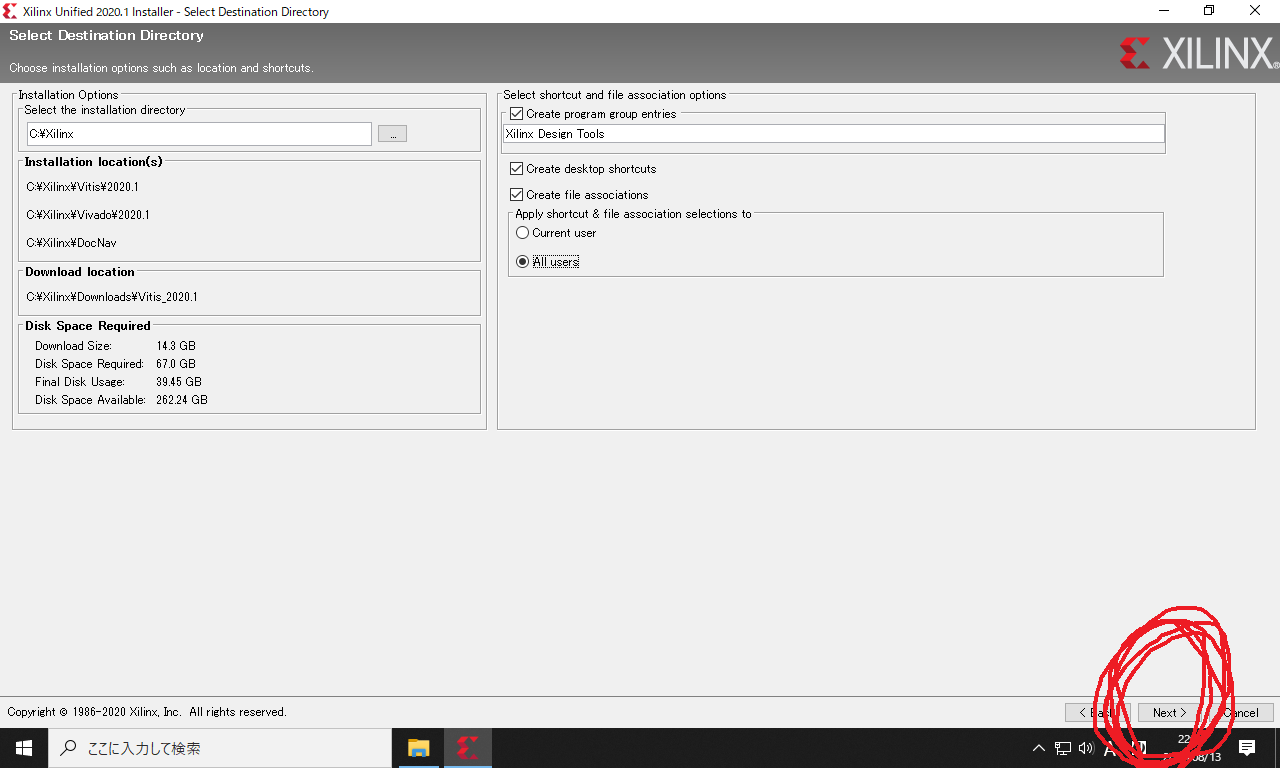 Xilinx Unified 2020.1 Installer - Select Destination Directory
Select Destination Directory
Choose installation options such as location and shortcuts.
XILINX®
Installation Options
Select the installation directory
C:¥Xilinx
...
Installation location(s)
C:¥Xilinx¥Vitis¥2020.1
C:¥Xilinx¥Vivado¥2020.1
C:¥Xilinx¥DocNav
Download location
C:¥Xilinx¥Downloads¥Vitis_2020.1
Disk Space Required
Download Size: 14.3 GB
Disk Space Required: 67.0 GB
Final Disk Usage: 39.45 GB
Disk Space Available: 262.24 GB
Select shortcut and file association options
Create program group entries
Xilinx Design Tools
Create desktop shortcuts
Create file associations
Apply shortcut & file association selections to
Current user
All users
Copyright © 1986-2020 Xilinx, Inc. All rights reserved.
< Back
Next >
Cancel
ここに入力して検索